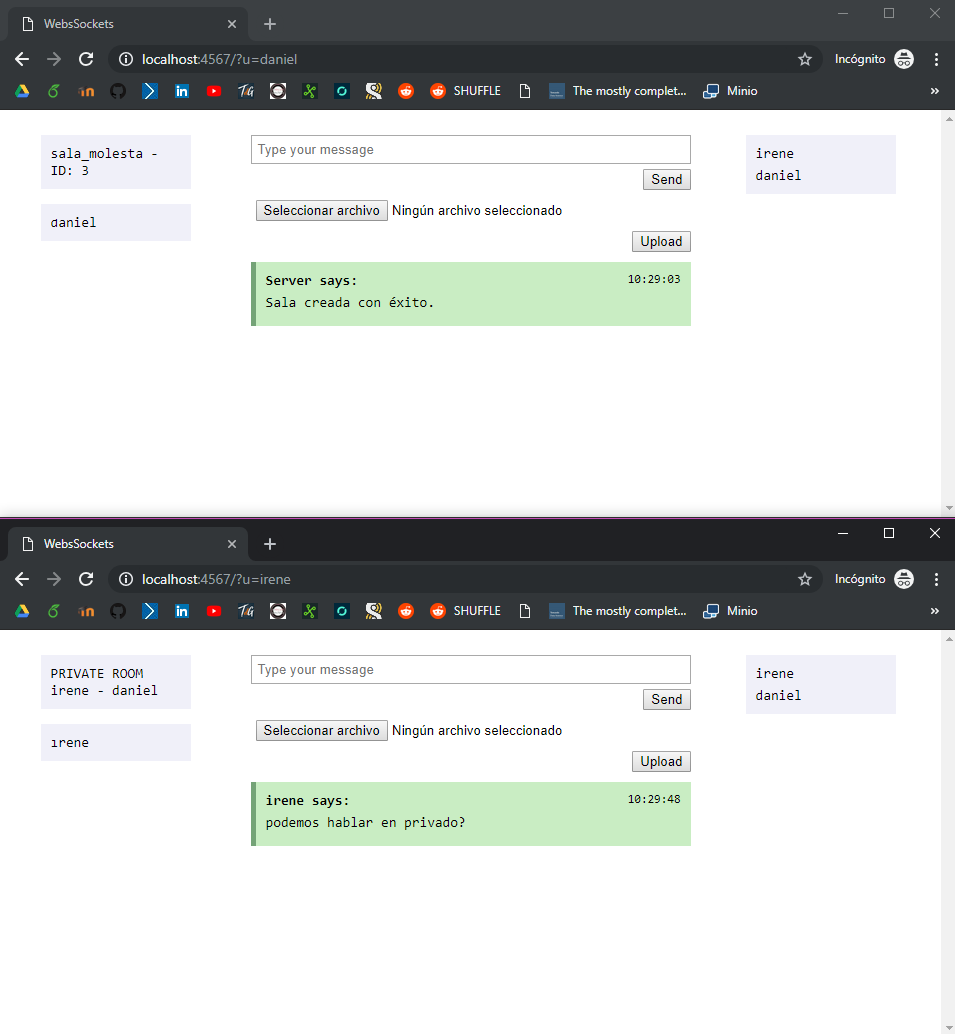 WebsSockets
localhost:4567/?u=daniel
Incógnito
SHUFFLE
The mostly complet...
Minio
»
sala_molesta -
ID: 3
daniel
Type your message
Send
Seleccionar archivo Ningún archivo seleccionado
Upload
Server says: 10:29:03
Sala creada con éxito.
irene
daniel
WebsSockets
localhost:4567/?u=irene
Incógnito
in
SHUFFLE
The mostly complet...
Minio
»
PRIVATE ROOM
irene - daniel
irene
Type your message
Send
Seleccionar archivo Ningún archivo seleccionado
Upload
irene says: 10:29:48
podemos hablar en privado?
irene
daniel